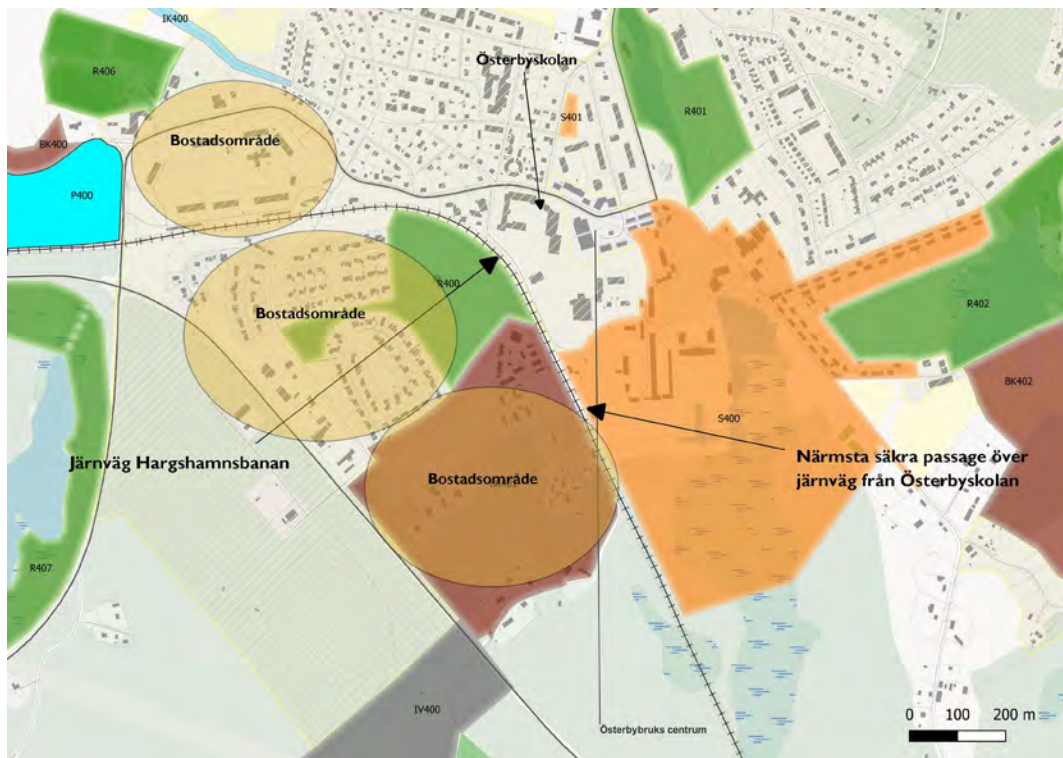 IK400
R406
Österbyskolan
S401
R401
Bostadsområde
BK400
P400
R400
R402
Bostadsområde
BK402
S400
Järnväg Hargshamnsbanan
Närmsta säkra passage över
järnväg från Österbyskolan
Bostadsområde
R407
IV400
Österbybruks centrum
0 100 200 m